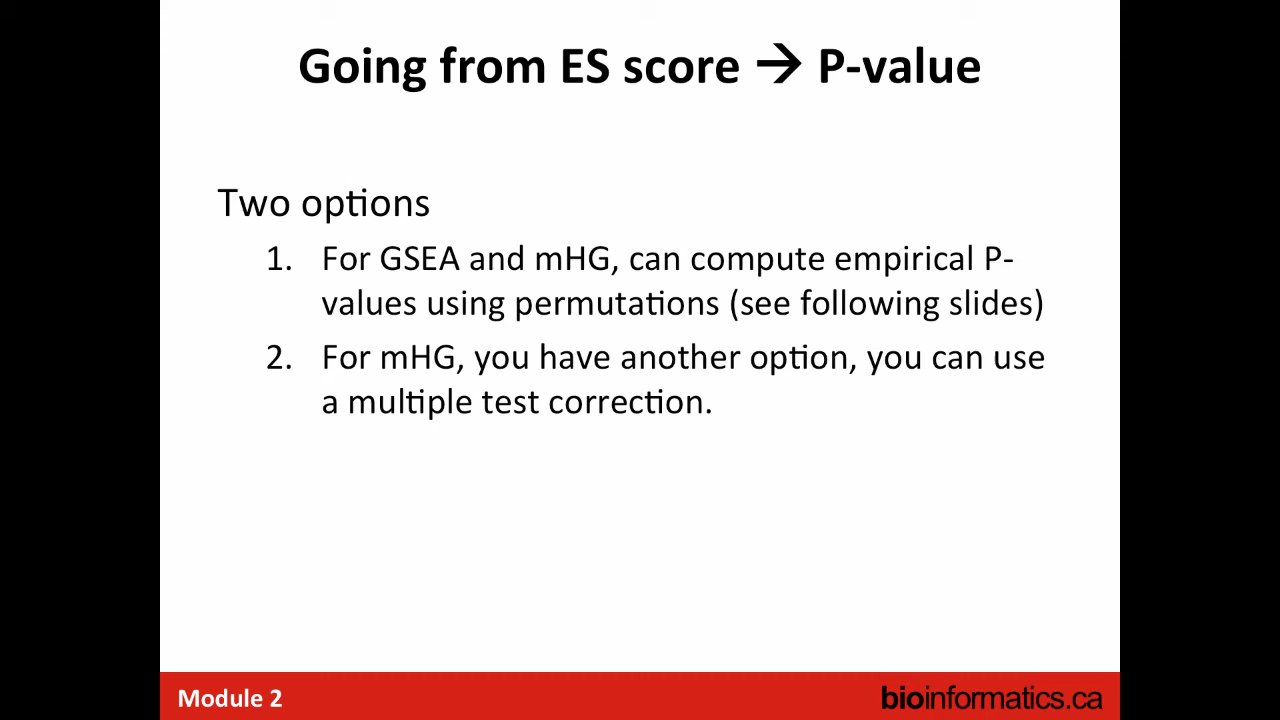 Going from ES score → P-value
Two options
1. For GSEA and mHG, can compute empirical P-
values using permutations (see following slides)
2. For mHG, you have another option, you can use
a multiple test correction.
Module 2
bioinformatics.ca